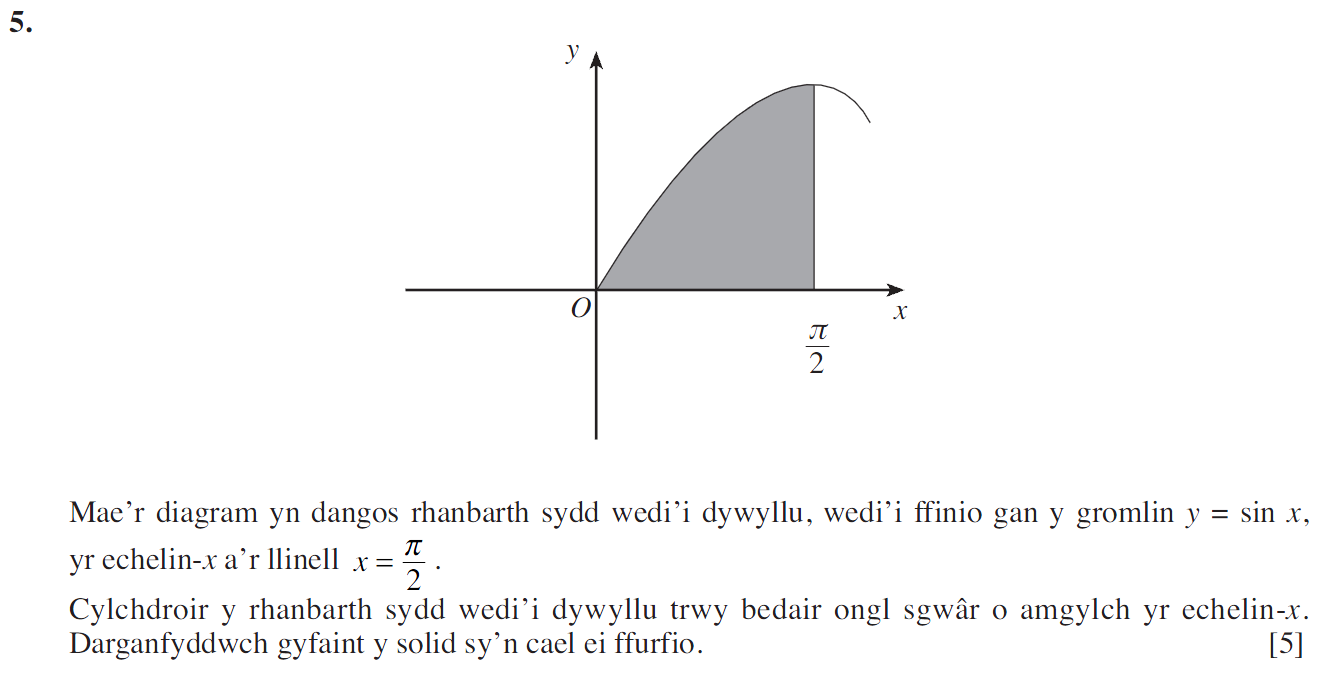 5.
y
O
x
π/2
Mae’r diagram yn dangos rhanbarth sydd wedi’i dywyllu, wedi’i ffinio gan y gromlin y = sin x,
yr echelin-x a’r llinell x = π/2 .
Cylchdroir y rhanbarth sydd wedi’i dywyllu trwy bedair ongl sgwâr o amgylch yr echelin-x.
Darganfyddwch gyfaint y solid sy’n cael ei ffurfio. [5]